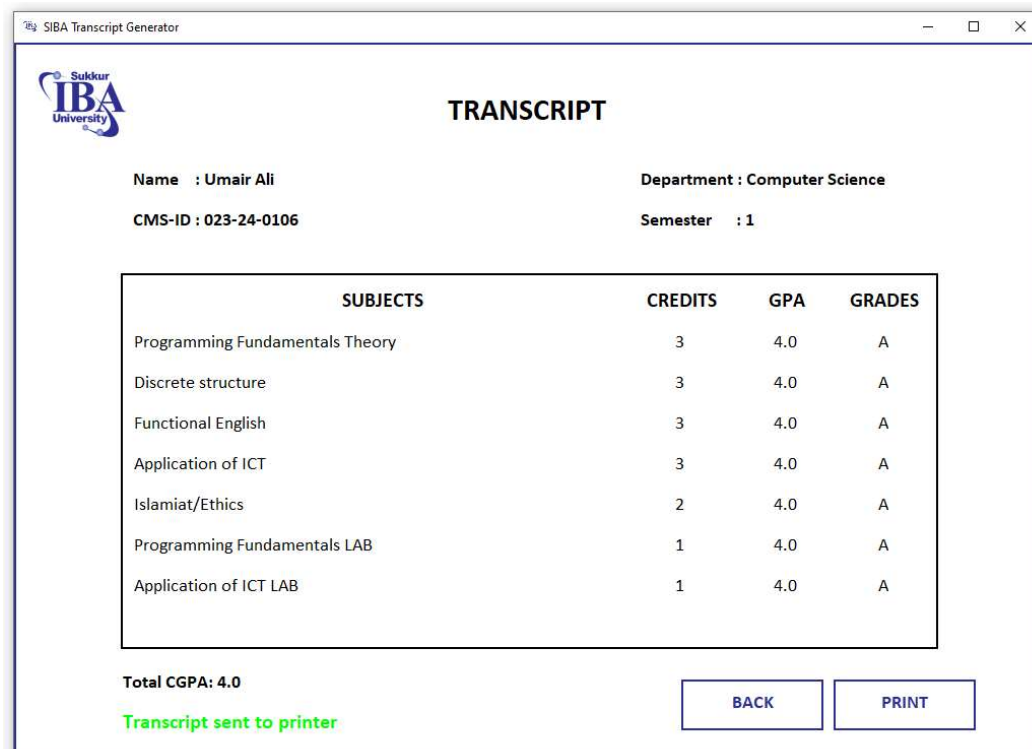 SIBA Transcript Generator
Sukkur
IBA
University
TRANSCRIPT
Name : Umair Ali
Department : Computer Science
CMS-ID : 023-24-0106
Semester : 1
SUBJECTS CREDITS GPA GRADES
Programming Fundamentals Theory 3 4.0 A
Discrete structure 3 4.0 A
Functional English 3 4.0 A
Application of ICT 3 4.0 A
Islamiat/Ethics 2 4.0 A
Programming Fundamentals LAB 1 4.0 A
Application of ICT LAB 1 4.0 A
Total CGPA: 4.0
Transcript sent to printer
BACK
PRINT